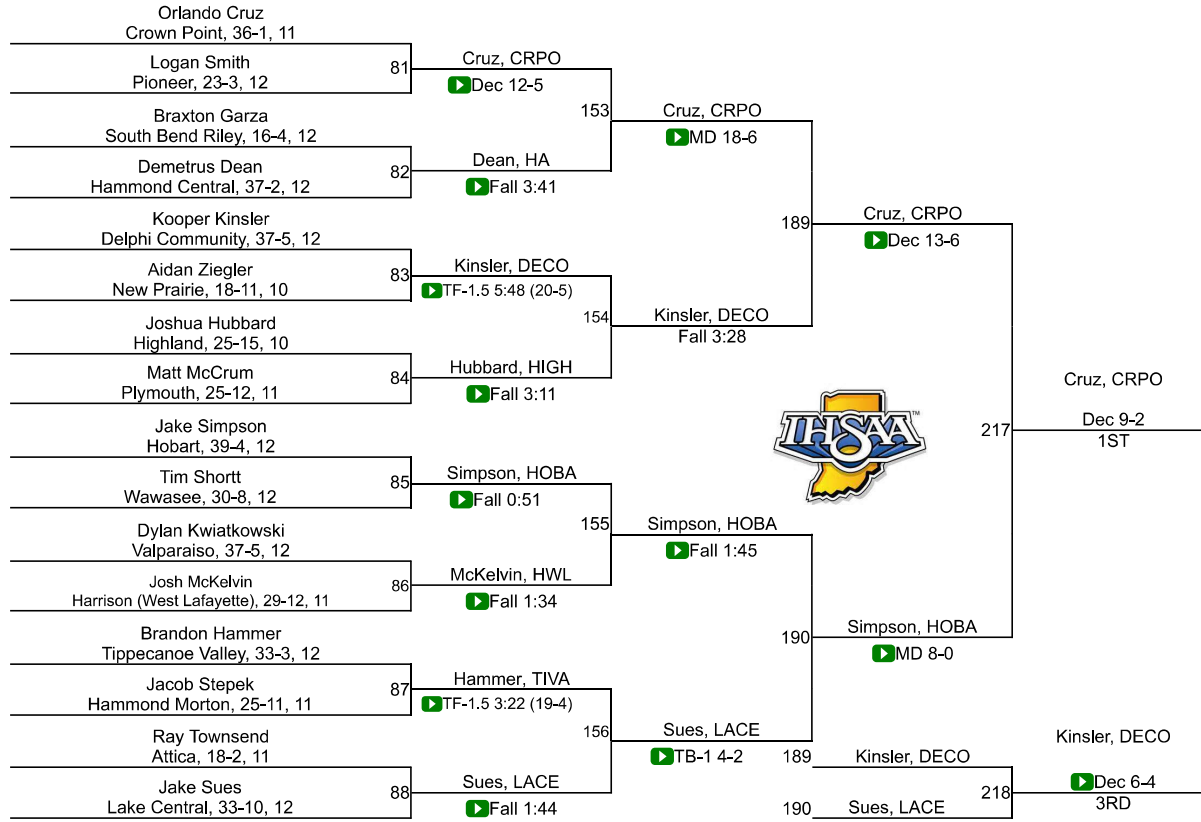 Orlando Cruz
Crown Point, 36-1, 11
Logan Smith
Pioneer, 23-3, 12
Braxton Garza
South Bend Riley, 16-4, 12
Demetrus Dean
Hammond Central, 37-2, 12
Kooper Kinsler
Delphi Community, 37-5, 12
Aidan Ziegler
New Prairie, 18-11, 10
Joshua Hubbard
Highland, 25-15, 10
Matt McCrum
Plymouth, 25-12, 11
Jake Simpson
Hobart, 39-4, 12
Tim Shortt
Wawasee, 30-8, 12
Dylan Kwiatkowski
Valparaiso, 37-5, 12
Josh McKelvin
Harrison (West Lafayette), 29-12, 11
Brandon Hammer
Tippecanoe Valley, 33-3, 12
Jacob Stepek
Hammond Morton, 25-11, 11
Ray Townsend
Attica, 18-2, 11
Jake Sues
Lake Central, 33-10, 12
81
82
83
84
85
86
87
88
Cruz, CRPO
Dec 12-5
Dean, HA
Fall 3:41
Kinsler, DECO
TF-1.5 5:48 (20-5)
Hubbard, HIGH
Fall 3:11
Simpson, HOBA
Fall 0:51
McKelvin, HWL
Fall 1:34
Hammer, TIVA
TF-1.5 3:22 (19-4)
Sues, LACE
Fall 1:44
153
154
155
156
Cruz, CRPO
MD 18-6
Kinsler, DECO
Fall 3:28
Simpson, HOBA
Fall 1:45
Sues, LACE
TB-1 4-2
189
190
Cruz, CRPO
Dec 13-6
IHSAA
TM
Simpson, HOBA
MD 8-0
217
Cruz, CRPO
Dec 9-2
1ST
189
Kinsler, DECO
190
Sues, LACE
218
Kinsler, DECO
Dec 6-4
3RD